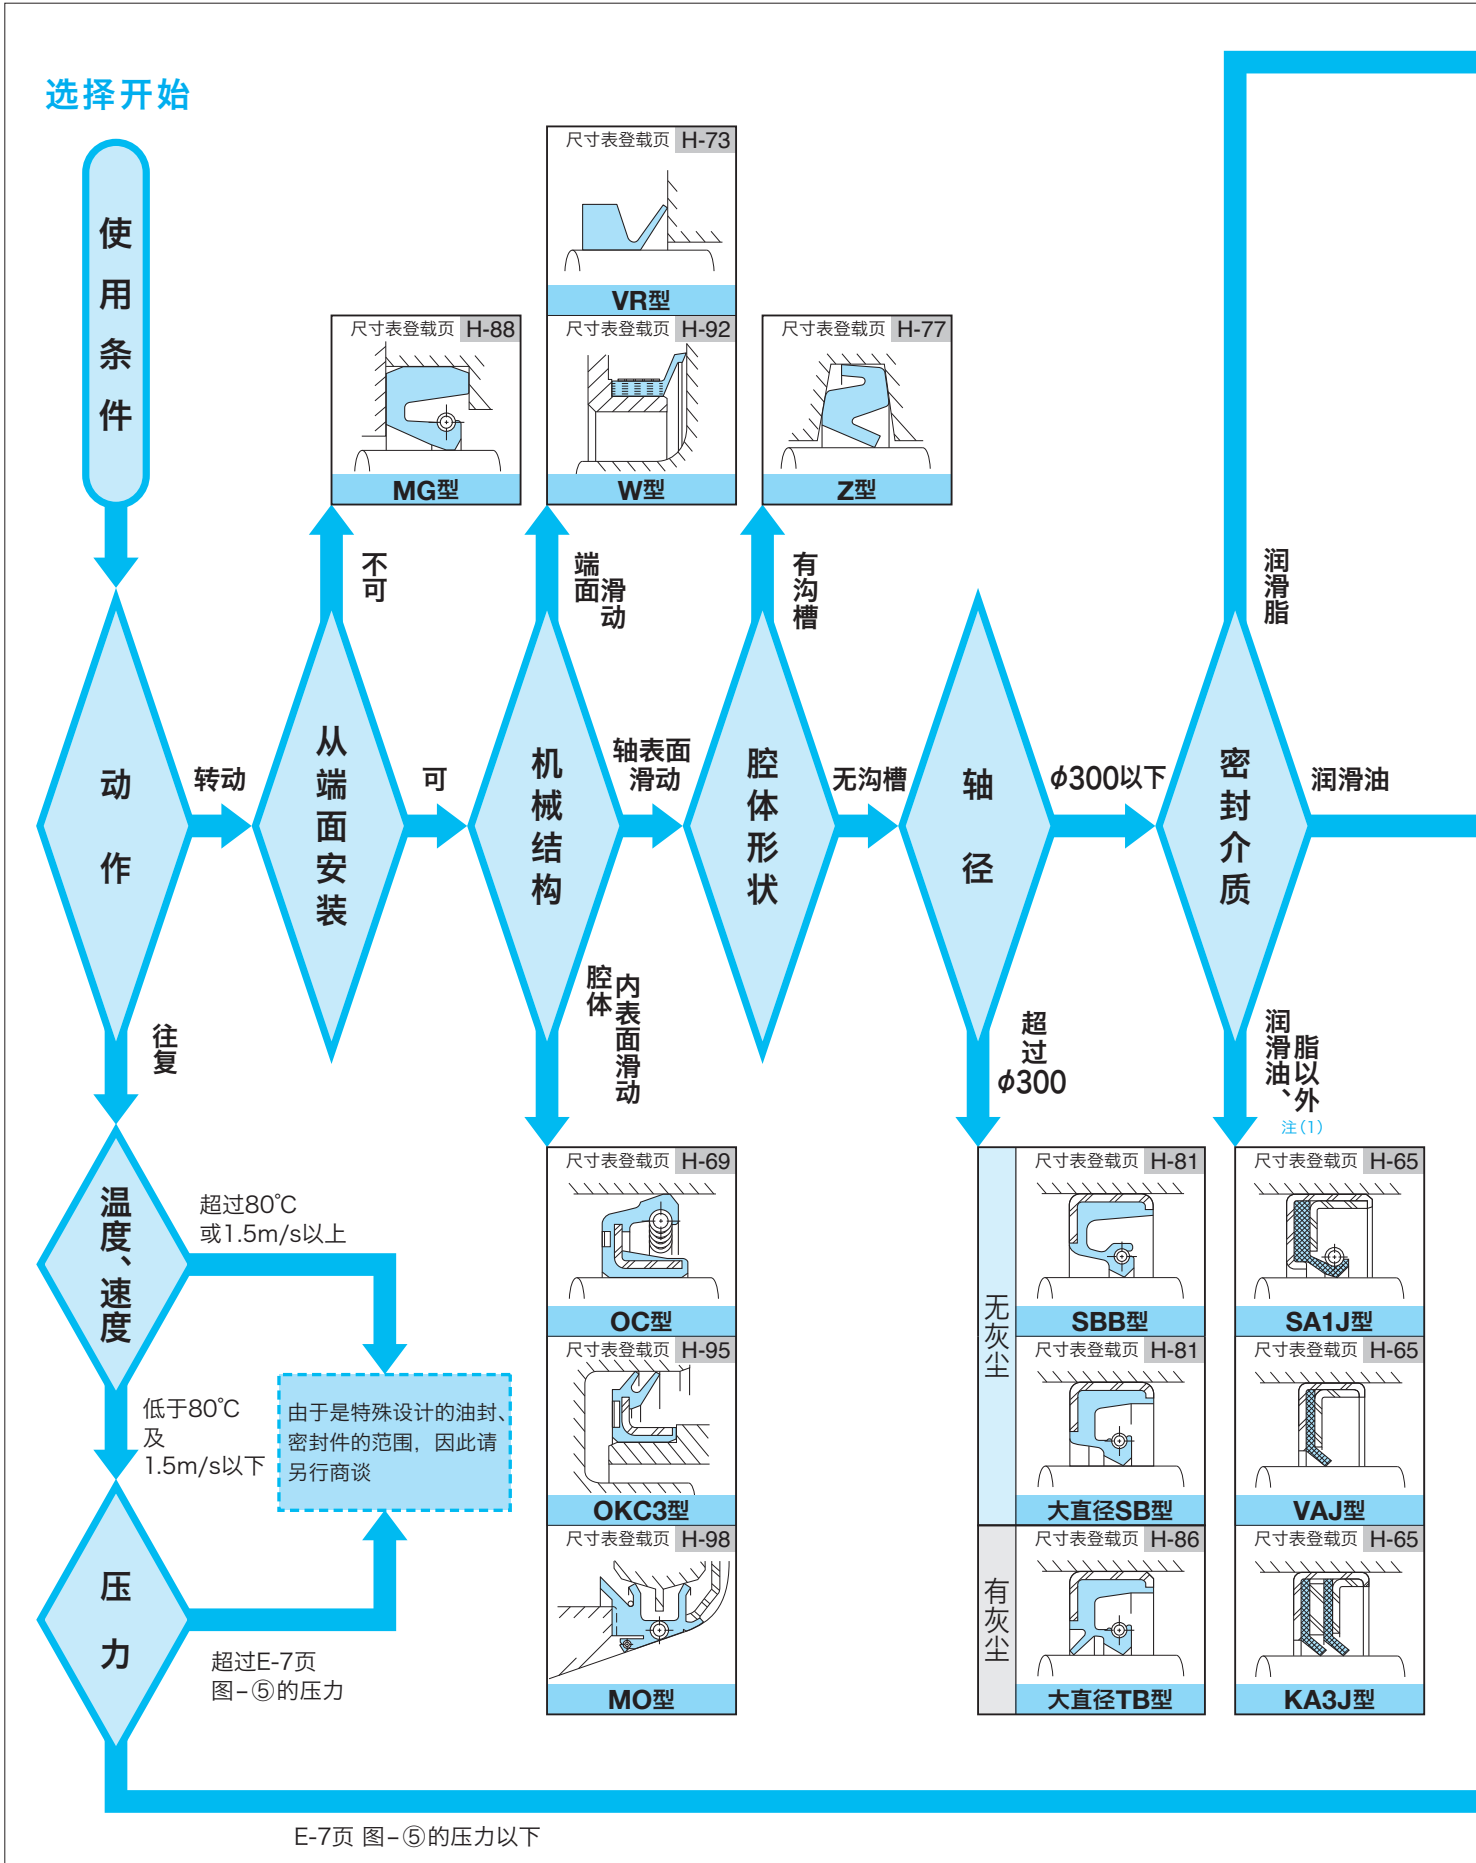 选择开始
使用条件
尺寸表登载页 H-73
VR型
尺寸表登载页 H-88
MG型
尺寸表登载页 H-92
W型
尺寸表登载页 H-77
Z型
不可
端面
滑动
有沟槽
润滑脂
动作
转动
从端面安装
可
机械结构
轴表面
滑动
腔体形状
无沟槽
轴径
ϕ300以下
密封介质
润滑油
往复
腔体
内表面滑动
超过
ϕ300
润滑油、
脂以外
注(1)
温度、速度
超过80℃
或1.5m/s以上
低于80℃
及
1.5m/s以下
由于是特殊设计的油封、
密封件的范围，因此请
另行商谈
压力
超过E-7页
图-⑤的压力
尺寸表登载页 H-69
OC型
尺寸表登载页 H-95
OKC3型
尺寸表登载页 H-98
MO型
无灰尘
尺寸表登载页 H-81
SBB型
尺寸表登载页 H-81
大直径SB型
有灰尘
尺寸表登载页 H-86
大直径TB型
尺寸表登载页 H-65
SA1J型
尺寸表登载页 H-65
VAJ型
尺寸表登载页 H-65
KA3J型
E-7页 图-⑤的压力以下